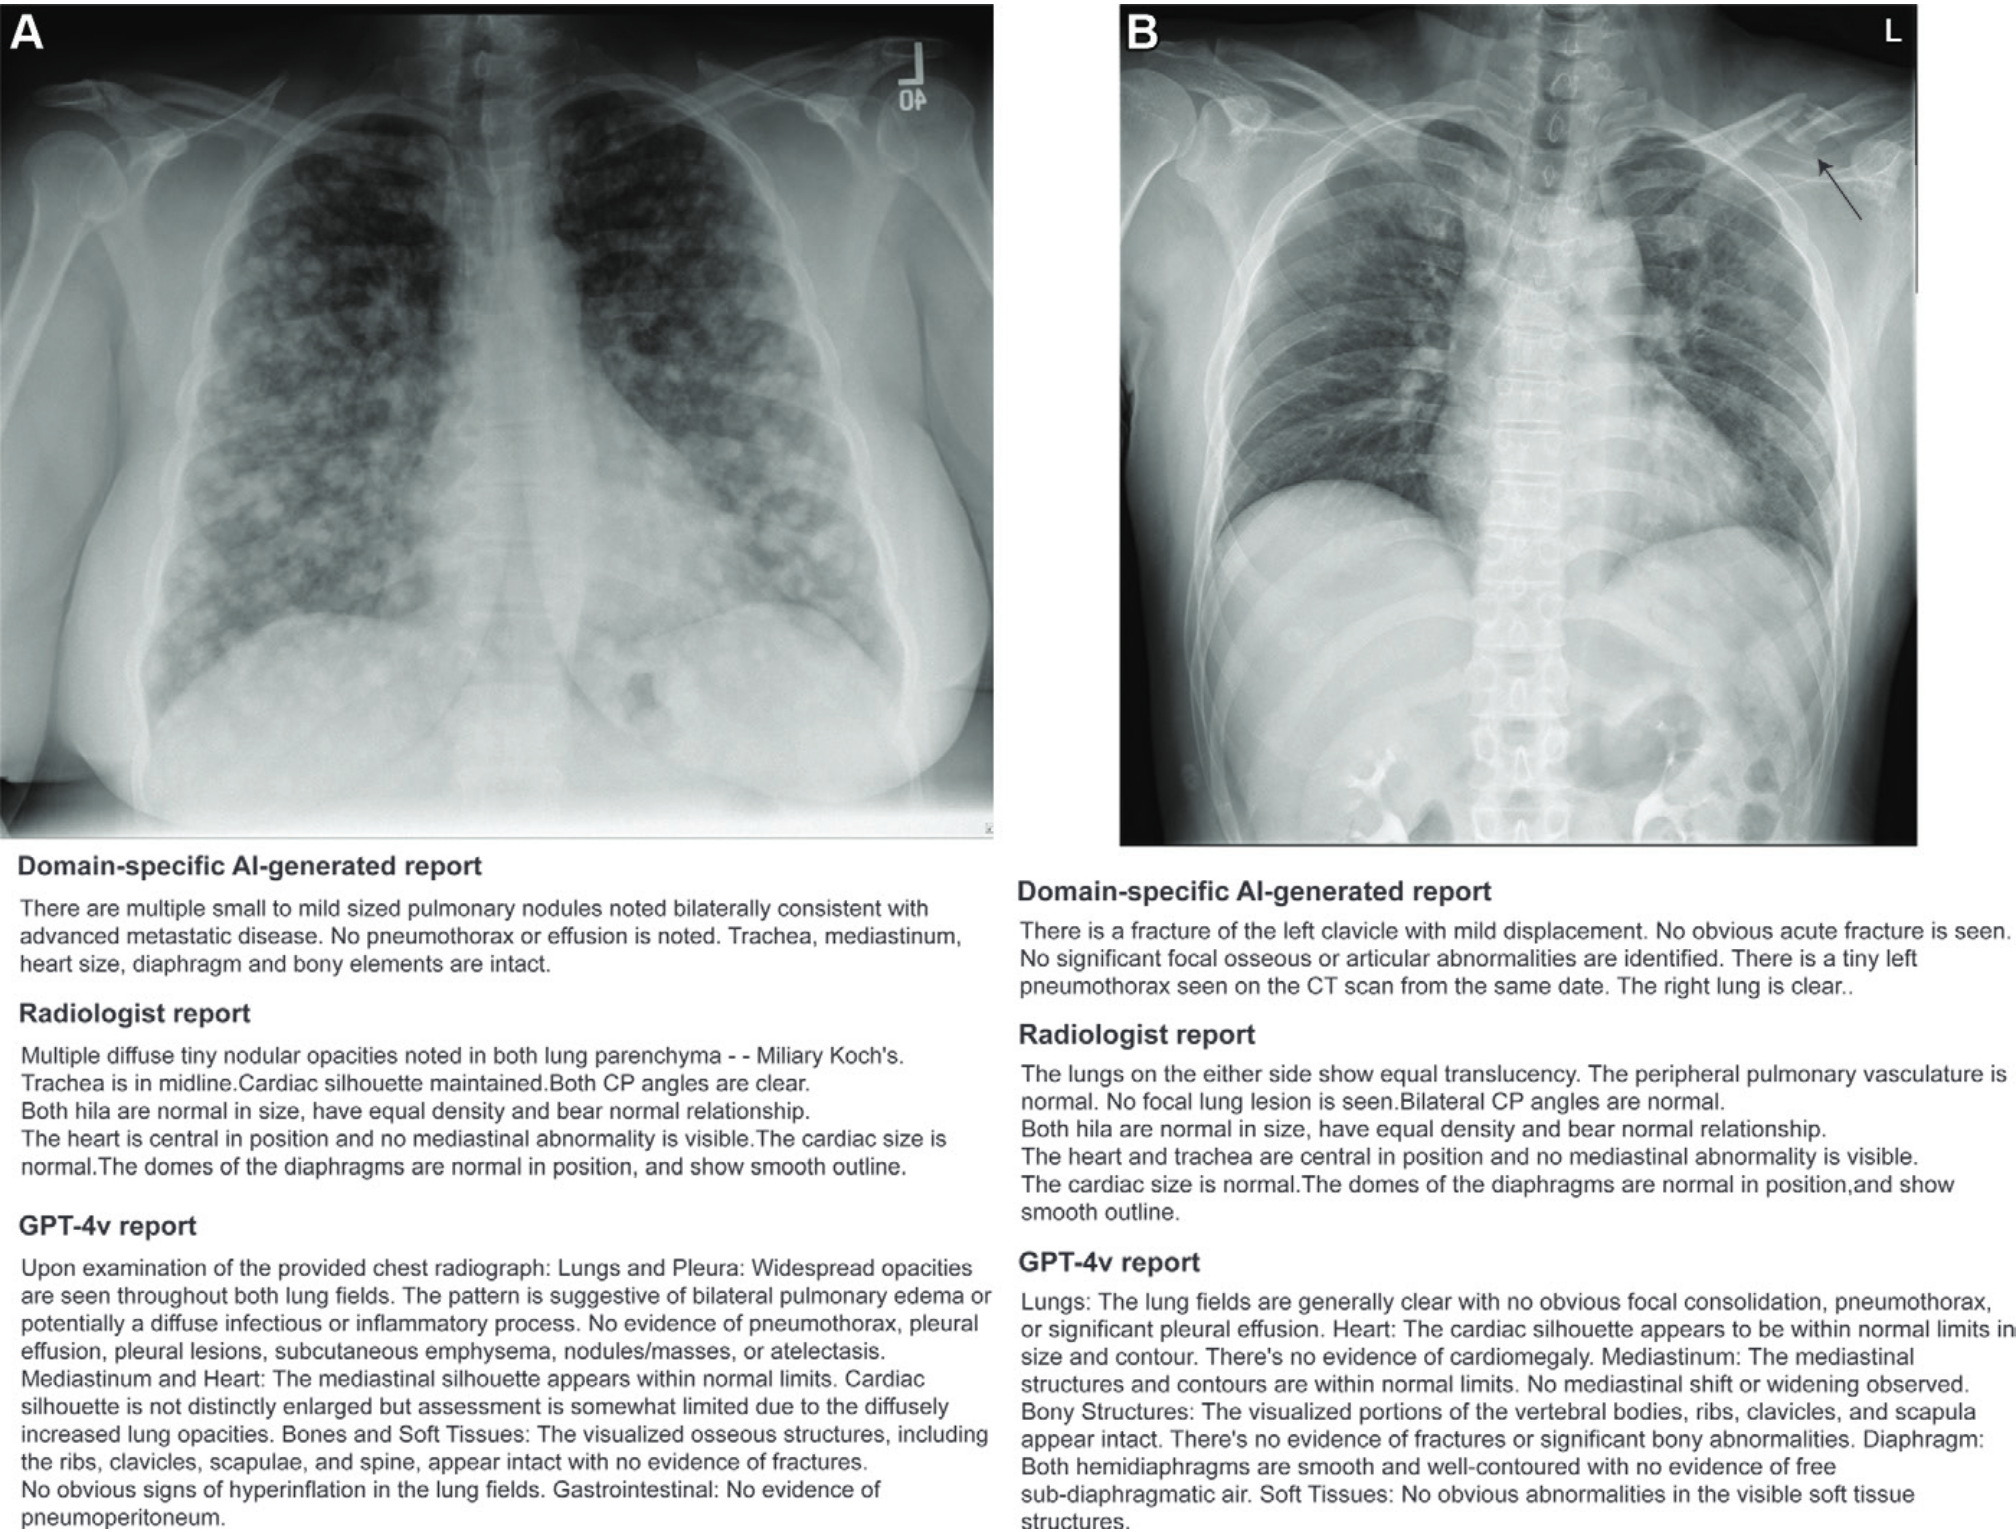 A
L
40
Domain-specific AI-generated report
There are multiple small to mild sized pulmonary nodules noted bilaterally consistent with
advanced metastatic disease. No pneumothorax or effusion is noted. Trachea, mediastinum,
heart size, diaphragm and bony elements are intact.
Radiologist report
Multiple diffuse tiny nodular opacities noted in both lung parenchyma - - Miliary Koch's.
Trachea is in midline.Cardiac silhouette maintained.Both CP angles are clear.
Both hila are normal in size, have equal density and bear normal relationship.
The heart is central in position and no mediastinal abnormality is visible.The cardiac size is
normal.The domes of the diaphragms are normal in position, and show smooth outline.
GPT-4v report
Upon examination of the provided chest radiograph: Lungs and Pleura: Widespread opacities
are seen throughout both lung fields. The pattern is suggestive of bilateral pulmonary edema or
potentially a diffuse infectious or inflammatory process. No evidence of pneumothorax, pleural
effusion, pleural lesions, subcutaneous emphysema, nodules/masses, or atelectasis.
Mediastinum and Heart: The mediastinal silhouette appears within normal limits. Cardiac
silhouette is not distinctly enlarged but assessment is somewhat limited due to the diffusely
increased lung opacities. Bones and Soft Tissues: The visualized osseous structures, including
the ribs, clavicles, scapulae, and spine, appear intact with no evidence of fractures.
No obvious signs of hyperinflation in the lung fields. Gastrointestinal: No evidence of
pneumoperitoneum.
B
L
Domain-specific AI-generated report
There is a fracture of the left clavicle with mild displacement. No obvious acute fracture is seen.
No significant focal osseous or articular abnormalities are identified. There is a tiny left
pneumothorax seen on the CT scan from the same date. The right lung is clear..
Radiologist report
The lungs on the either side show equal translucency. The peripheral pulmonary vasculature is
normal. No focal lung lesion is seen.Bilateral CP angles are normal.
Both hila are normal in size, have equal density and bear normal relationship.
The heart and trachea are central in position and no mediastinal abnormality is visible.
The cardiac size is normal.The domes of the diaphragms are normal in position,and show
smooth outline.
GPT-4v report
Lungs: The lung fields are generally clear with no obvious focal consolidation, pneumothorax,
or significant pleural effusion. Heart: The cardiac silhouette appears to be within normal limits in
size and contour. There's no evidence of cardiomegaly. Mediastinum: The mediastinal
structures and contours are within normal limits. No mediastinal shift or widening observed.
Bony Structures: The visualized portions of the vertebral bodies, ribs, clavicles, and scapula
appear intact. There's no evidence of fractures or significant bony abnormalities. Diaphragm:
Both hemidiaphragms are smooth and well-contoured with no evidence of free
sub-diaphragmatic air. Soft Tissues: No obvious abnormalities in the visible soft tissue
structures.